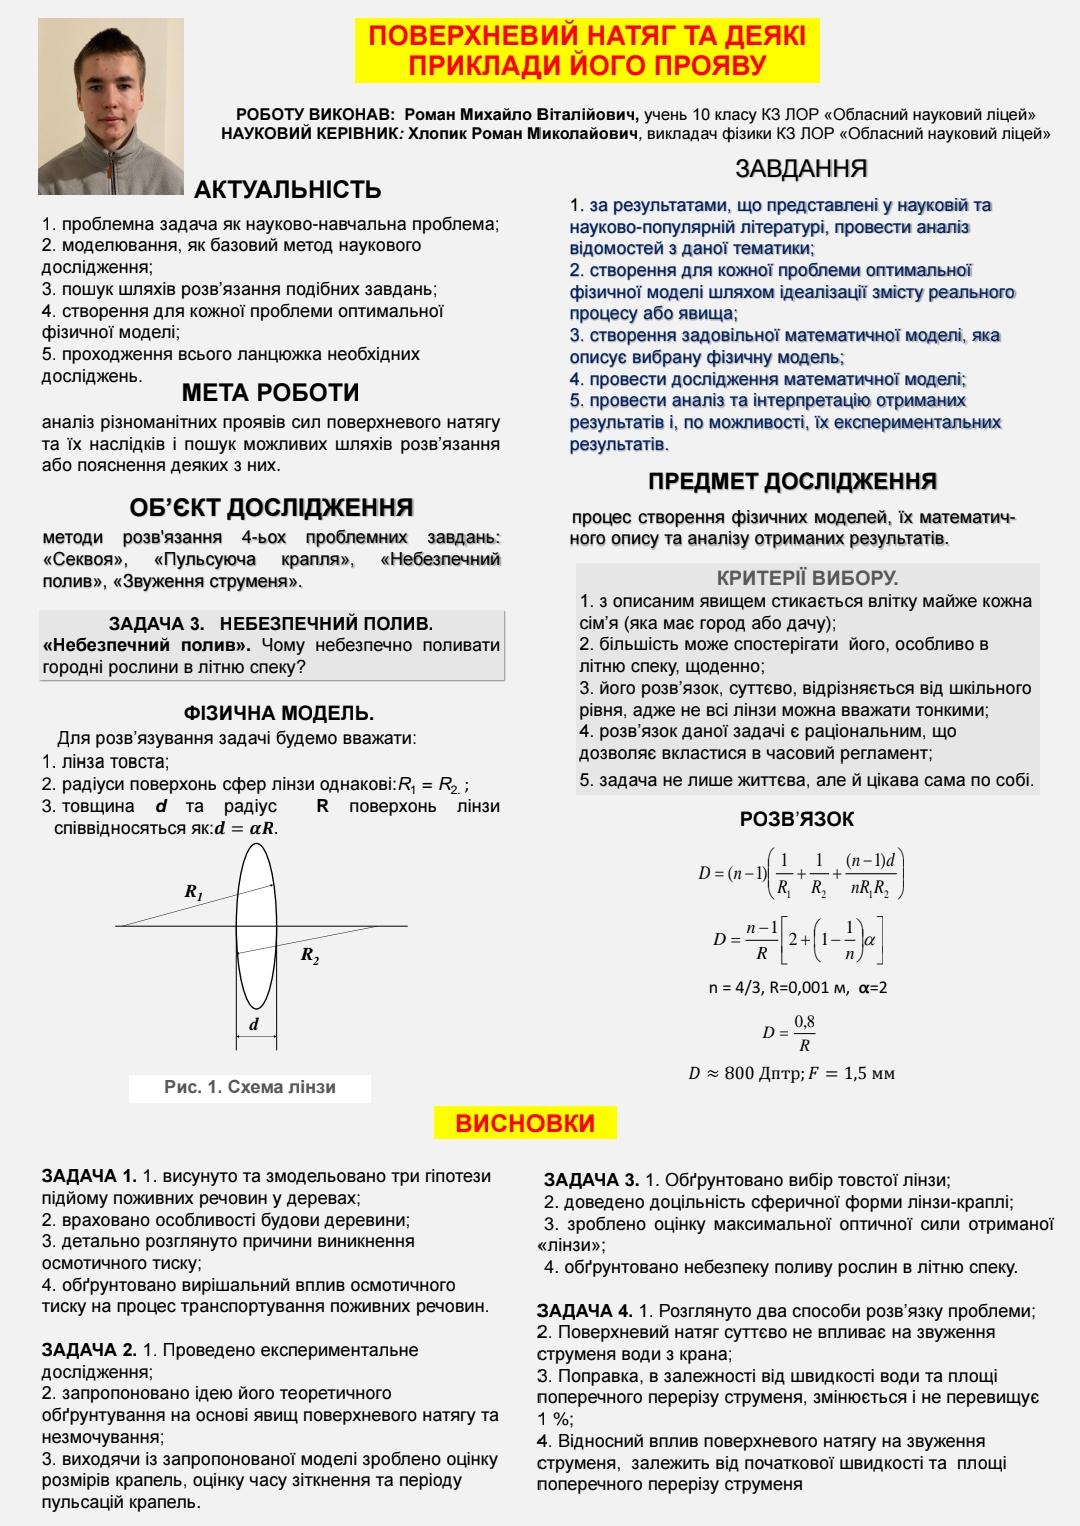 ПОВЕРХНЕВИЙ НАТЯГ ТА ДЕЯКІ
ПРИКЛАДИ ЙОГО ПРОЯВУ
РОБОТУ ВИКОНАВ: Роман Михайло Віталійович, учень 10 класу КЗ ЛОР «Обласний науковий ліцей»
НАУКОВИЙ КЕРІВНИК: Хлопик Роман Миколайович, викладач фізики КЗ ЛОР «Обласний науковий ліцей»
АКТУАЛЬНІСТЬ
1. проблемна задача як науково-навчальна проблема;
2. моделювання, як базовий метод наукового
дослідження;
3. пошук шляхів розв’язання подібних завдань;
4. створення для кожної проблеми оптимальної
фізичної моделі;
5. проходження всього ланцюжка необхідних
досліджень.
МЕТА РОБОТИ
аналіз різноманітних проявів сил поверхневого натягу
та їх наслідків і пошук можливих шляхів розв’язання
або пояснення деяких з них.
ОБ’ЄКТ ДОСЛІДЖЕННЯ
методи розв'язання 4-ьох проблемних завдань:
«Секвоя», «Пульсуюча крапля», «Небезпечний
полив», «Звуження струменя».
ЗАДАЧА 3. НЕБЕЗПЕЧНИЙ ПОЛИВ.
«Небезпечний полив». Чому небезпечно поливати
городні рослини в літню спеку?
ФІЗИЧНА МОДЕЛЬ.
Для розв’язування задачі будемо вважати:
1. лінза товста;
2. радіуси поверхонь сфер лінзи однакові:R₁ = R₂. ;
3. товщина d та радіус R поверхонь лінзи
співвідносяться як:d = αR.
R₁
R₂
d
Рис. 1. Схема лінзи
ЗАВДАННЯ
1. за результатами, що представлені у науковій та
науково-популярній літературі, провести аналіз
відомостей з даної тематики;
2. створення для кожної проблеми оптимальної
фізичної моделі шляхом ідеалізації змісту реального
процесу або явища;
3. створення задовільної математичної моделі, яка
описує вибрану фізичну модель;
4. провести дослідження математичної моделі;
5. провести аналіз та інтерпретацію отриманих
результатів і, по можливості, їх експериментальних
результатів.
ПРЕДМЕТ ДОСЛІДЖЕННЯ
процес створення фізичних моделей, їх математич-
ного опису та аналізу отриманих результатів.
КРИТЕРІЇ ВИБОРУ.
1. з описаним явищем стикається влітку майже кожна
сім’я (яка має город або дачу);
2. більшість може спостерігати його, особливо в
літню спеку, щоденно;
3. його розв’язок, суттєво, відрізняється від шкільного
рівня, адже не всі лінзи можна вважати тонкими;
4. розв’язок даної задачі є раціональним, що
дозволяє вкластися в часовий регламент;
5. задача не лише життєва, але й цікава сама по собі.
РОЗВ’ЯЗОК
D = (n − 1)(1/R₁ + 1/R₂ + (n − 1)d/nR₁R₂)
D = n − 1/R [2 + (1 − 1/n)α]
n = 4/3, R=0,001 м, α=2
D = 0,8/R
D ≈ 800 Дптр; F = 1,5 мм
ВИСНОВКИ
ЗАДАЧА 1. 1. висунуто та змодельовано три гіпотези
підйому поживних речовин у деревах;
2. враховано особливості будови деревини;
3. детально розглянуто причини виникнення
осмотичного тиску;
4. обґрунтовано вирішальний вплив осмотичного
тиску на процес транспортування поживних речовин.
ЗАДАЧА 2. 1. Проведено експериментальне
дослідження;
2. запропоновано ідею його теоретичного
обґрунтування на основі явищ поверхневого натягу та
незмочування;
3. виходячи із запропонованої моделі зроблено оцінку
розмірів крапель, оцінку часу зіткнення та періоду
пульсацій крапель.
ЗАДАЧА 3. 1. Обґрунтовано вибір товстої лінзи;
2. доведено доцільність сферичної форми лінзи-краплі;
3. зроблено оцінку максимальної оптичної сили отриманої
«лінзи»;
4. обґрунтовано небезпеку поливу рослин в літню спеку.
ЗАДАЧА 4. 1. Розглянуто два способи розв’язку проблеми;
2. Поверхневий натяг суттєво не впливає на звуження
струменя води з крана;
3. Поправка, в залежності від швидкості води та площі
поперечного перерізу струменя, змінюється і не перевищує
1 %;
4. Відносний вплив поверхневого натягу на звуження
струменя, залежить від початкової швидкості та площі
поперечного перерізу струменя